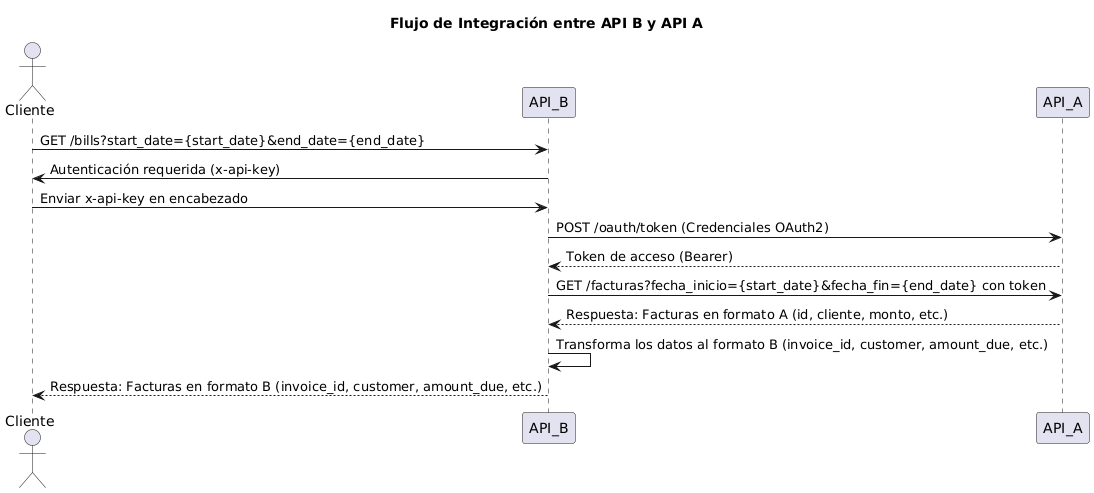 Flujo de Integración entre API B y API A
Cliente
API_B
API_A
GET /bills?start_date={start_date}&end_date={end_date}
Autenticación requerida (x-api-key)
Enviar x-api-key en encabezado
POST /oauth/token (Credenciales OAuth2)
Token de acceso (Bearer)
GET /facturas?fecha_inicio={start_date}&fecha_fin={end_date} con token
Respuesta: Facturas en formato A (id, cliente, monto, etc.)
Transforma los datos al formato B (invoice_id, customer, amount_due, etc.)
Respuesta: Facturas en formato B (invoice_id, customer, amount_due, etc.)
Cliente
API_B
API_A